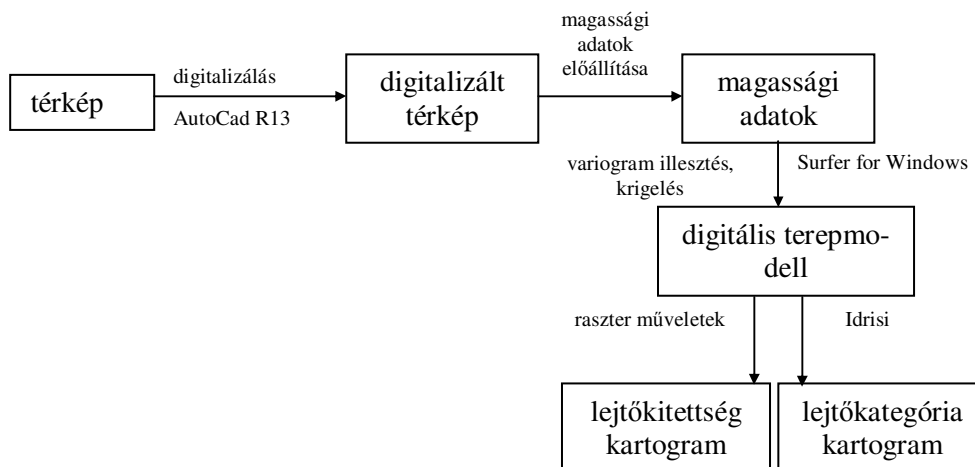 térkép
digitalizálás
AutoCad R13
digitalizált
térkép
magassági
adatok
előállítása
magassági
adatok
variogram illesztés,
krigelés
Surfer for Windows
digitális terepmo-
dell
raszter műveletek
Idrisi
lejtőkitettség
kartogram
lejtőkategória
kartogram